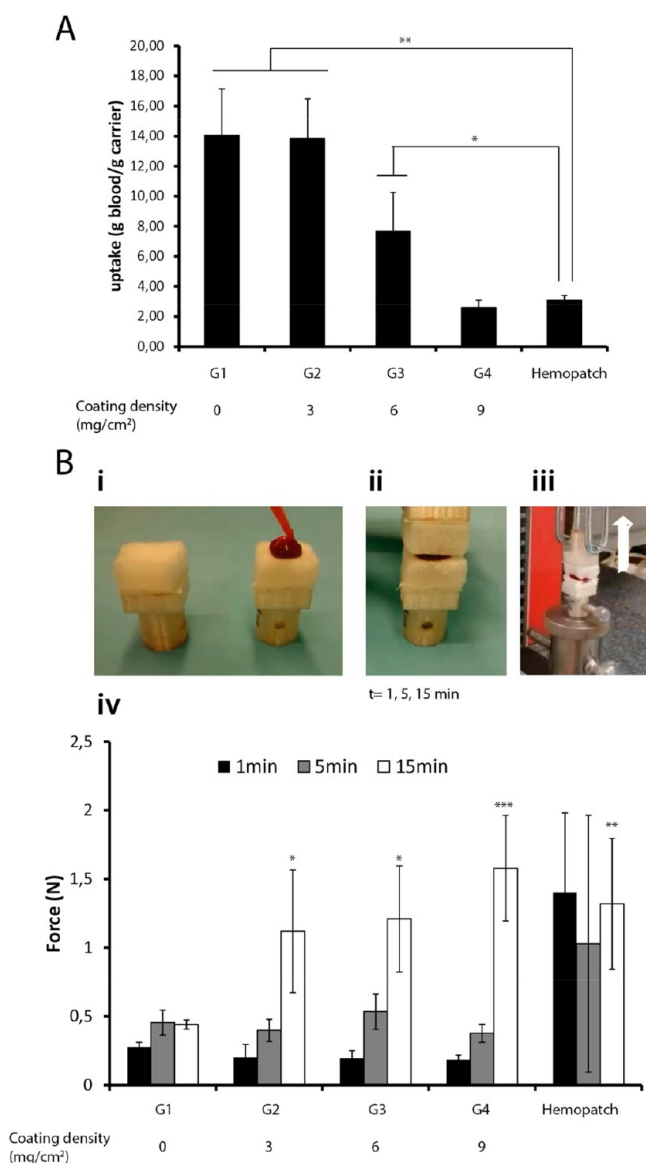 A
**
*
20,00
18,00
16,00
14,00
12,00
10,00
8,00
6,00
4,00
2,00
0,00
uptake (g blood/g carrier)
G1 G2 G3 G4 Hemopatch
Coating density 0 3 6 9
(mg/cm²)
B
i ii iii
t= 1, 5, 15 min
iv
2,5
2
1,5
1
0,5
0
Force (N)
1min 5min 15min
* * *** **
G1 G2 G3 G4 Hemopatch
Coating density 0 3 6 9
(mg/cm²)